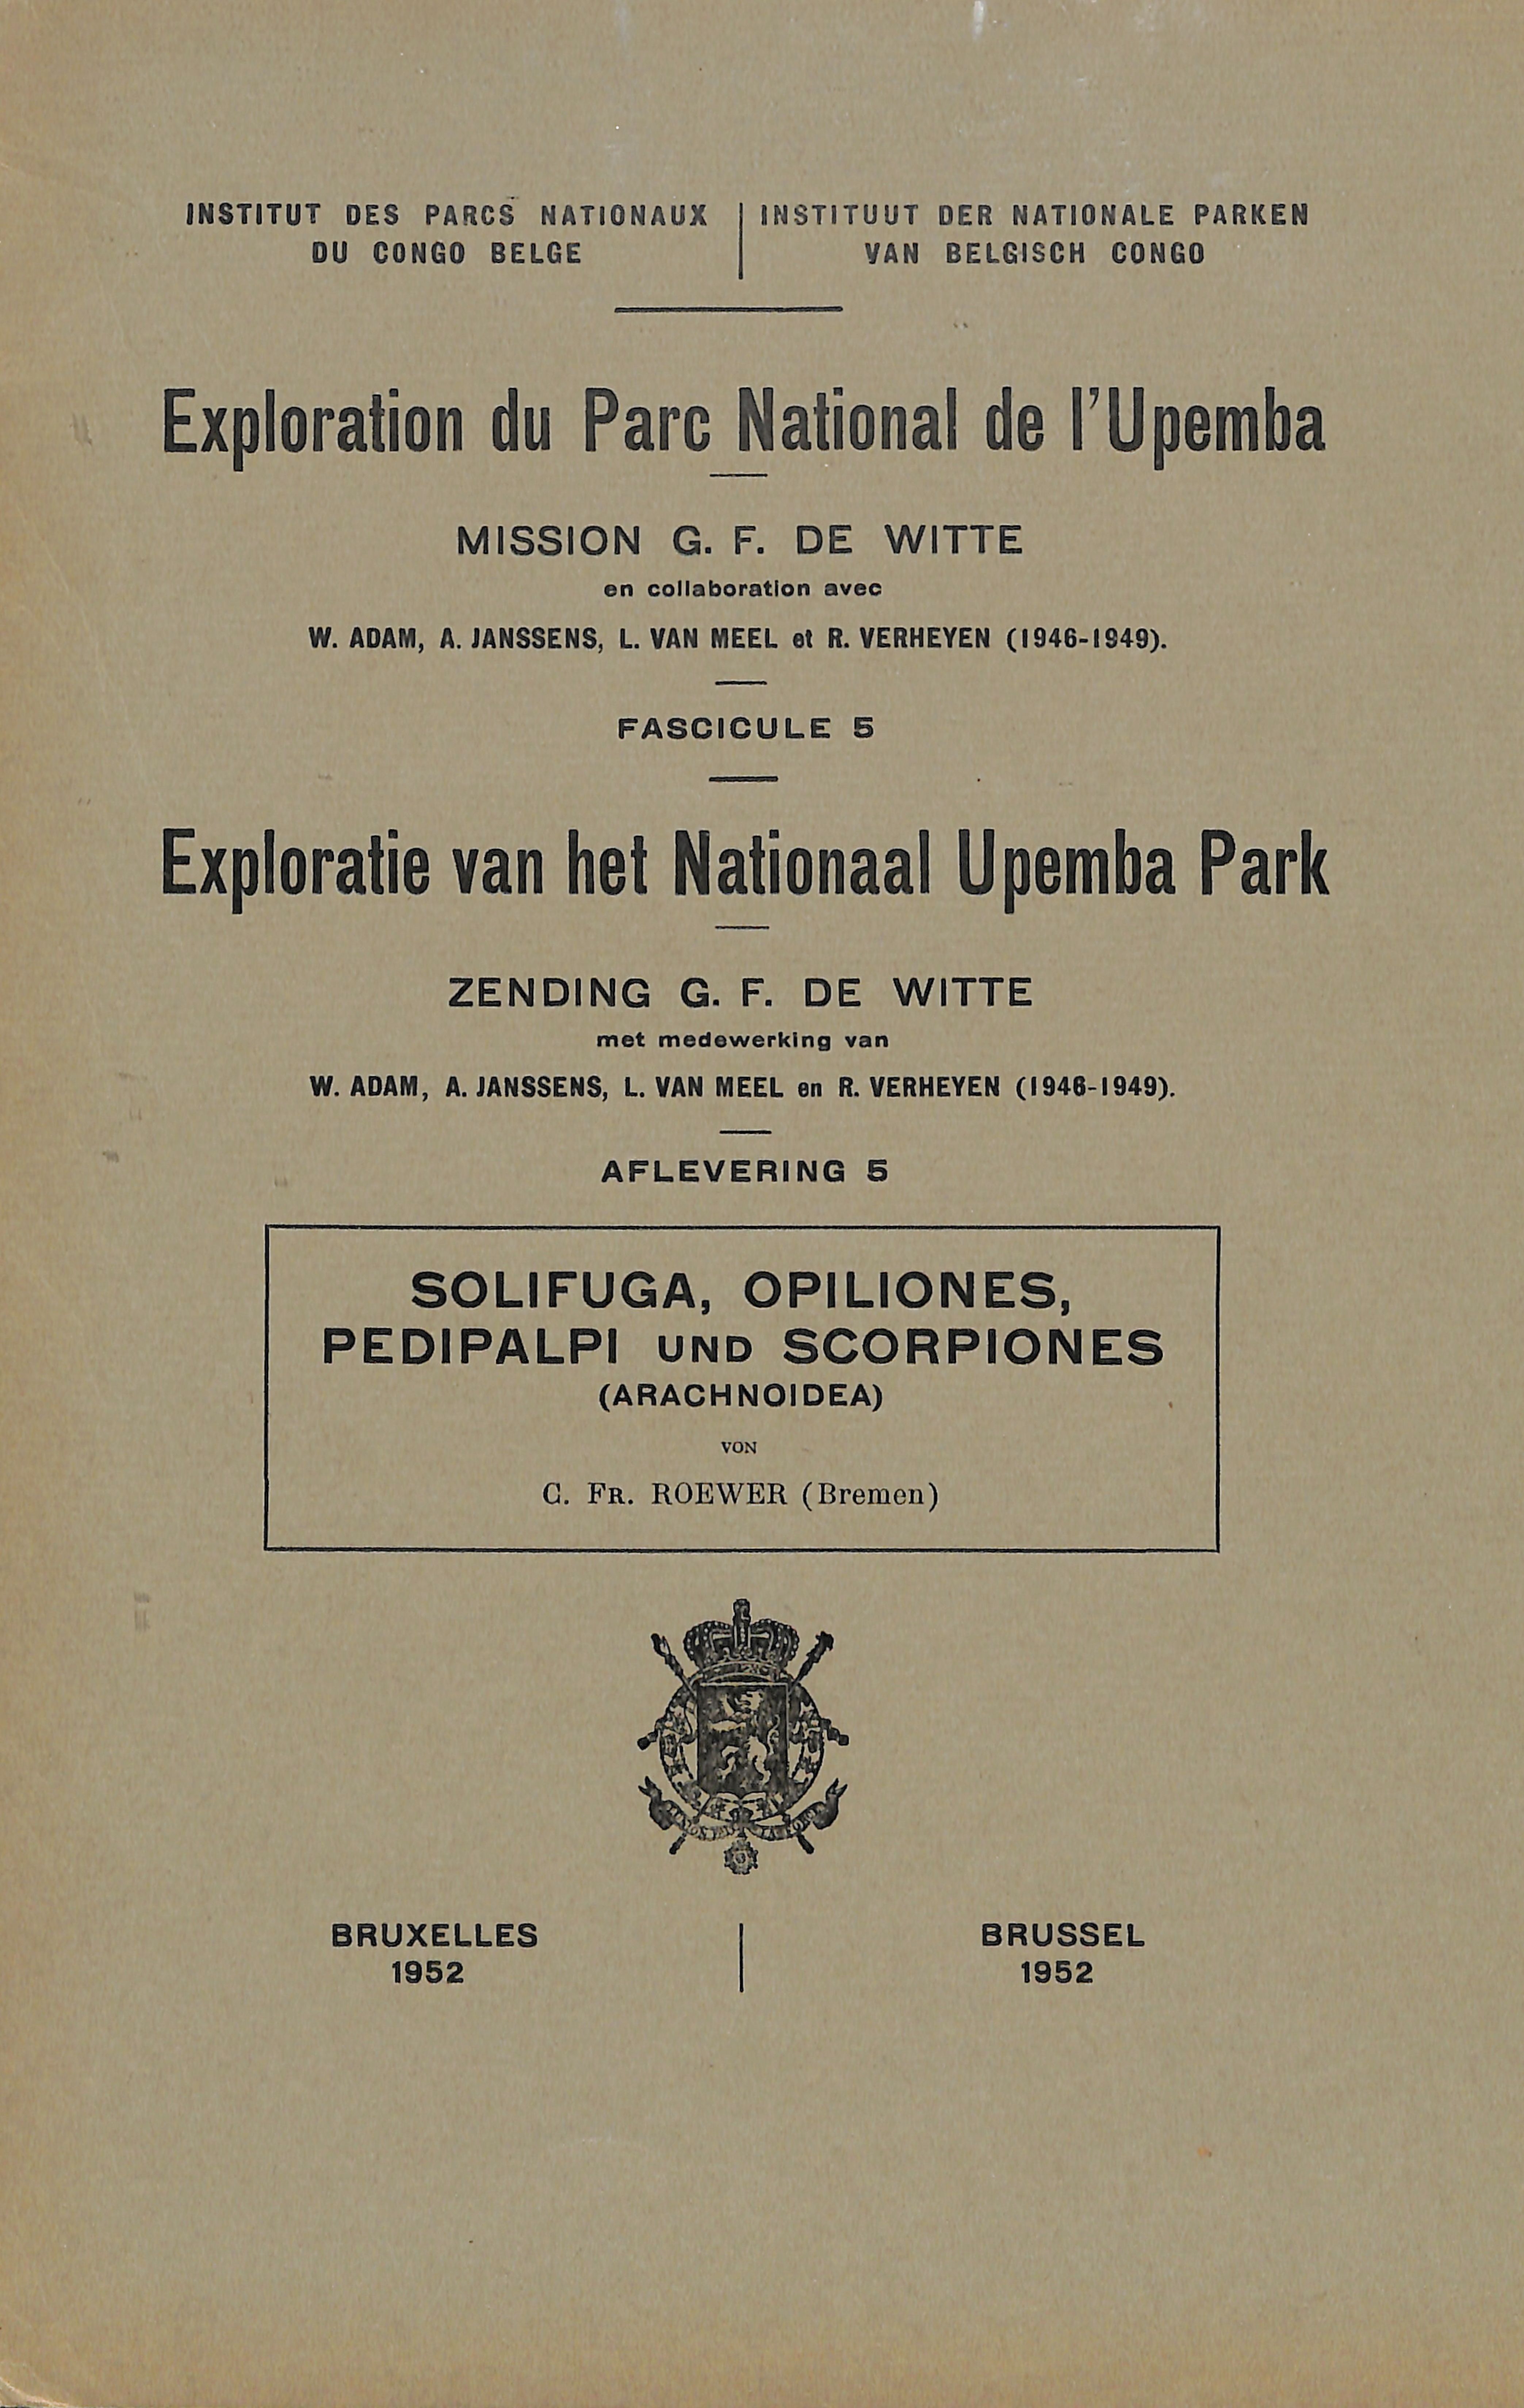 INSTITUT DES PARCS NATIONAUX
DU CONGO BELGE
INSTITUUT DER NATIONALE PARKEN
VAN BELGISCH CONGO
Exploration du Parc National de l'Upemba
MISSION G. F. DE WITTE
en collaboration avec
W. ADAM, A. JANSSENS, L. VAN MEEL et R. VERHEYEN (1946-1949).
FASCICULE 5
Exploratie van het Nationaal Upemba Park
ZENDING G. F. DE WITTE
met medewerking van
W. ADAM, A. JANSSENS, L. VAN MEEL en R. VERHEYEN (1946-1949).
AFLEVERING 5
SOLIFUGA, OPILIONES,
PEDIPALPI UND SCORPIONES
(ARACHNOIDEA)
VON
C. FR. ROEWER (Bremen)
BRUXELLES
1952
BRUSSEL
1952